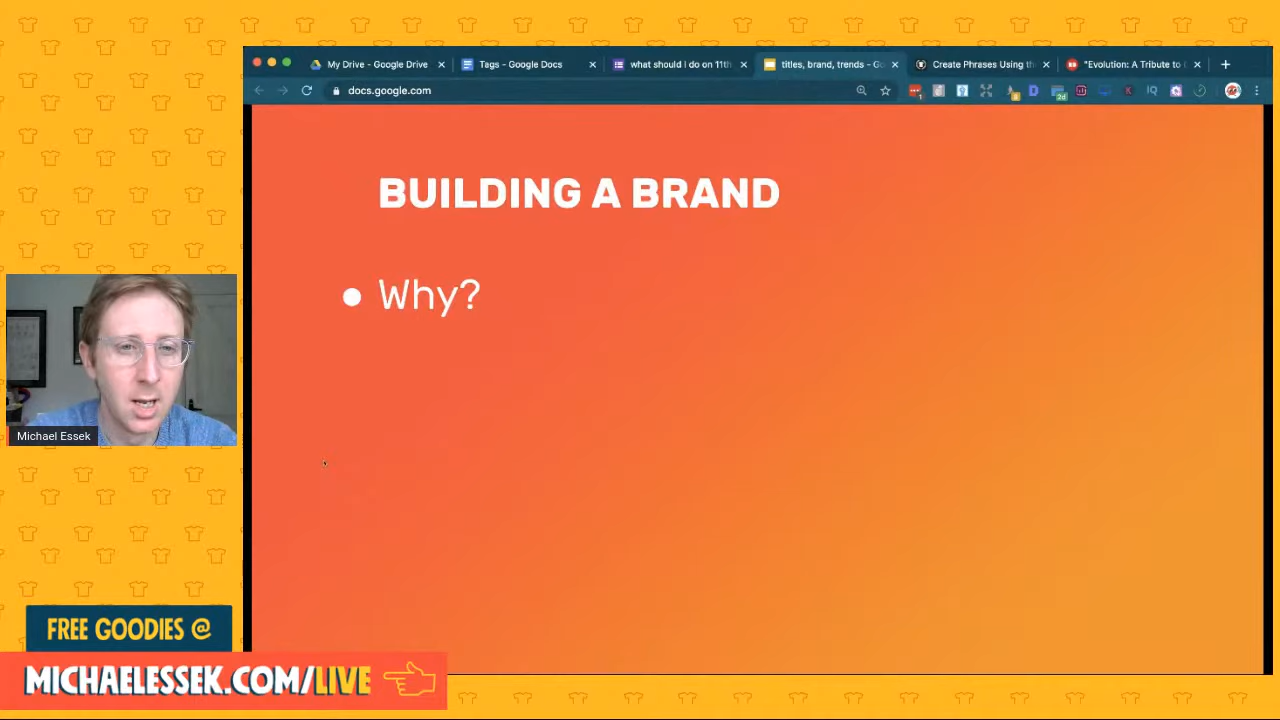 My Drive - Google Drive
Tags - Google Docs
what should I do on 11th
titles, brand, trends - Go
Create Phrases Using th
"Evolution: A Tribute to
docs.google.com
BUILDING A BRAND
Why?
Michael Essek
FREE GOODIES @
MICHAELESSEK.COM/LIVE